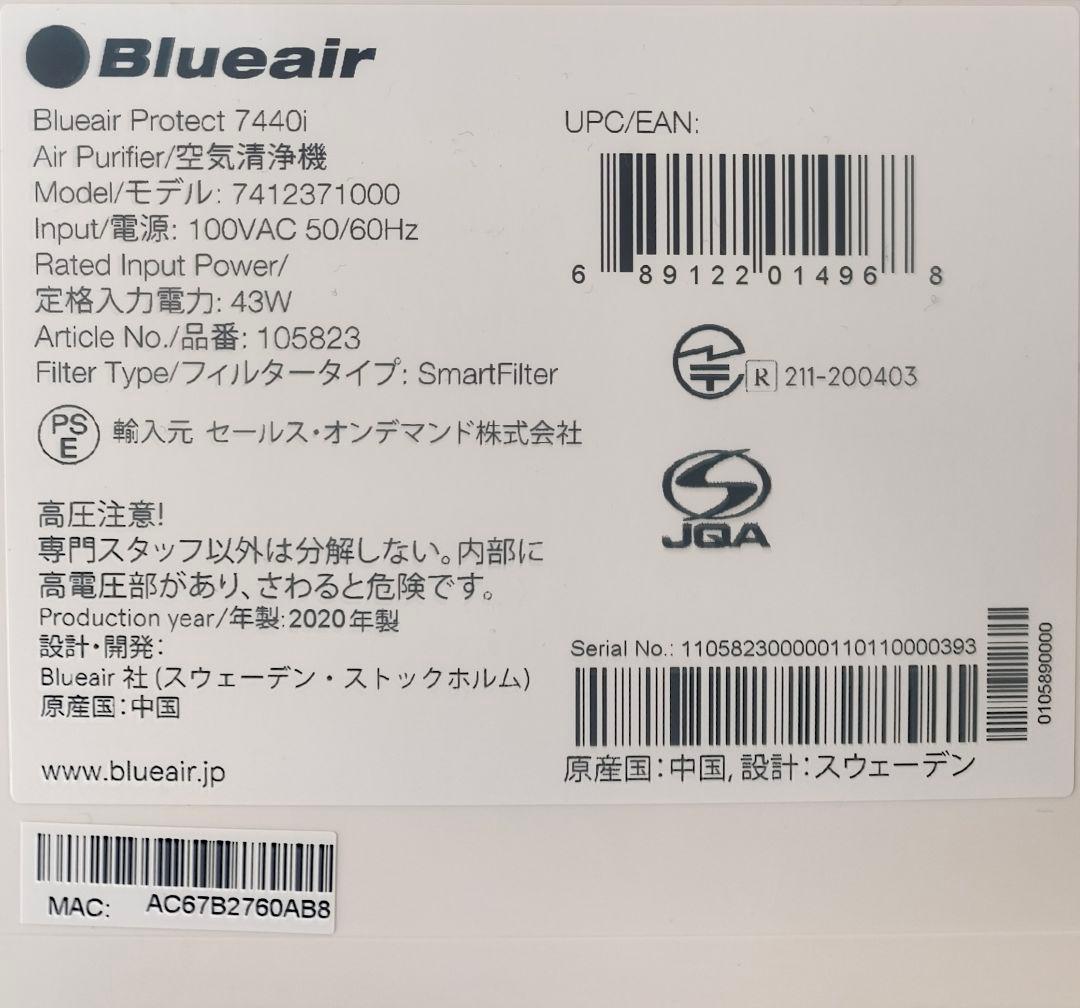 Blueair
Blueair Protect 7440i
Air Purifier/空気清浄機
Model/モデル: 7412371000
Input/電源: 100VAC 50/60Hz
Rated Input Power/
定格入力電力: 43W
Article No./品番: 105823
Filter Type/フィルタータイプ: SmartFilter
PS
E
輸入元 セールス・オンデマンド株式会社
高圧注意!
専門スタッフ以外は分解しない。内部に
高電圧部があり、さわると危険です。
Production year/年製:2020年製
設計・開発:
Blueair 社 (スウェーデン・ストックホルム)
原産国:中国
www.blueair.jp
UPC/EAN:
6 89122 01496 8
R 211-200403
JQA
Serial No.: 110582300000110110000393
原産国:中国, 設計:スウェーデン
0105890000
MAC: AC67B2760AB8